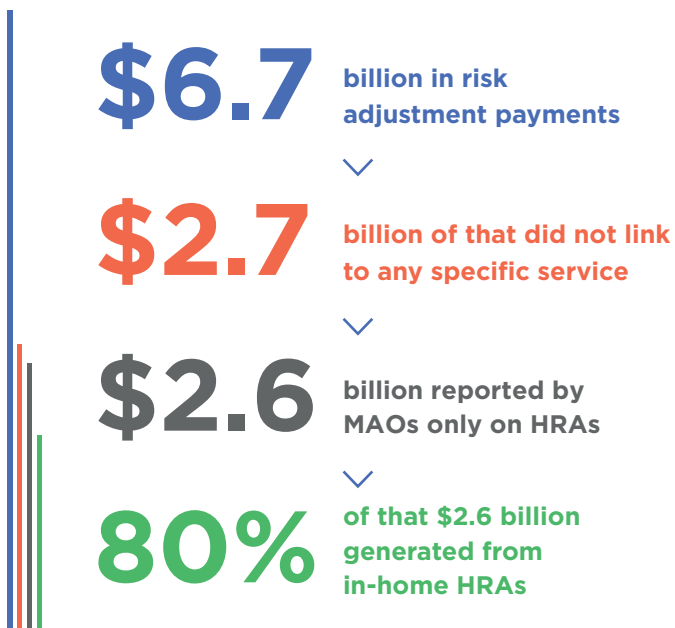 $6.7
billion in risk
adjustment payments
$2.7
billion of that did not link
to any specific service
$2.6
billion reported by
MAOs only on HRAs
80%
of that $2.6 billion
generated from
in-home HRAs